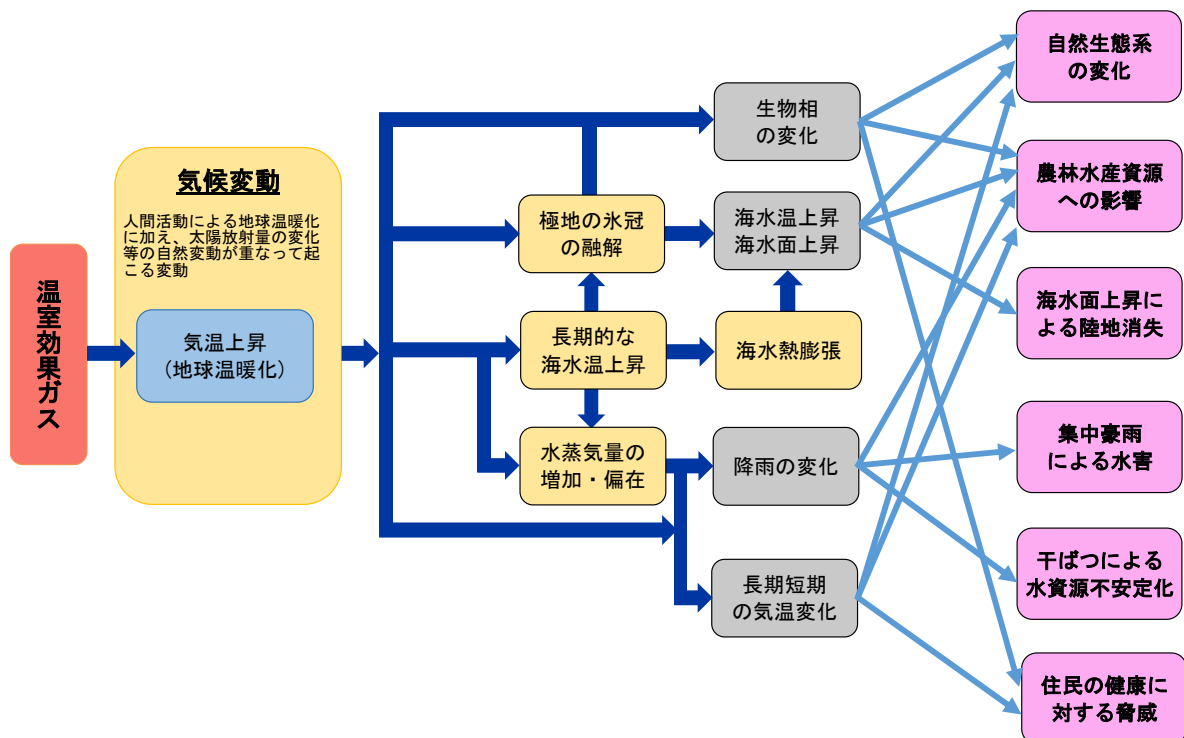 温室効果ガス
気候変動
人間活動による地球温暖化
に加え、太陽放射量の変化
等の自然変動が重なって起
こる変動
気温上昇
（地球温暖化）
極地の氷冠
の融解
長期的な
海水温上昇
水蒸気量の
増加・偏在
生物相
の変化
海水温上昇
海水面上昇
海水熱膨張
降雨の変化
長期短期
の気温変化
自然生態系
の変化
農林水産資源
への影響
海水面上昇に
よる陸地消失
集中豪雨
による水害
干ばつによる
水資源不安定化
住民の健康に
対する脅威